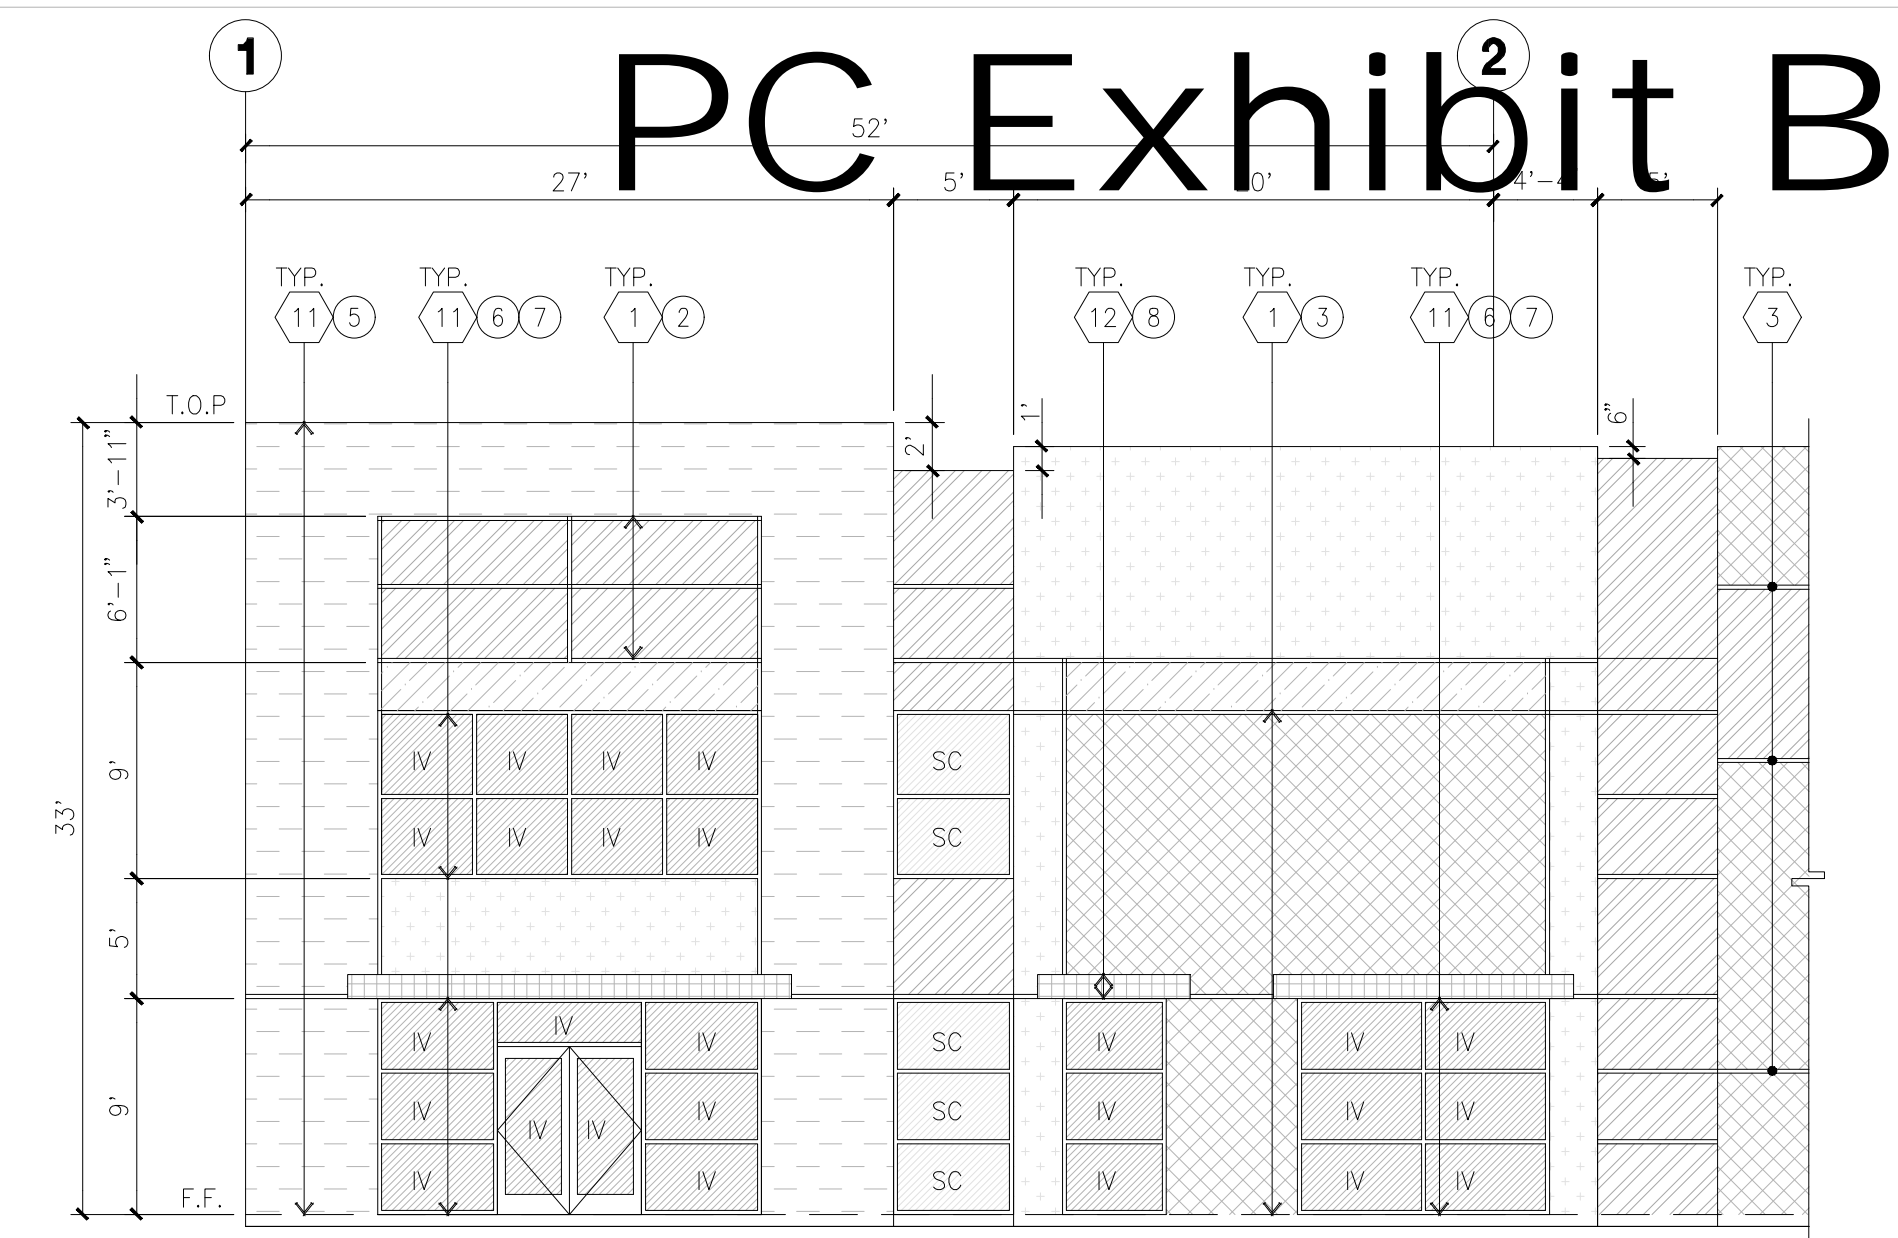 1 2
PC Exhibit B
52'
27' 5'
TYP. TYP. TYP. TYP. TYP. TYP. TYP.
11 5 11 6 7 1 2 12 8 1 3 11 6 7 3
T.O.P
3'-11" 2' 1' 6"
6'-1"
9'
33'
5'
9'
IV IV IV IV SC
IV IV IV IV SC
IV IV IV SC IV IV IV
IV IV IV IV SC IV IV IV
IV IV SC IV IV IV
F.F.